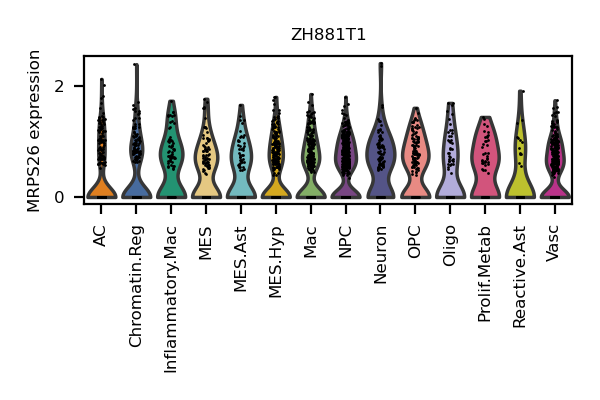 ZH881T1
MRPS26 expression
2
0
AC
Chromatin.Reg
Inflammatory.Mac
MES
MES.Ast
MES.Hyp
Mac
NPC
Neuron
OPC
Oligo
Prolif.Metab
Reactive.Ast
Vasc